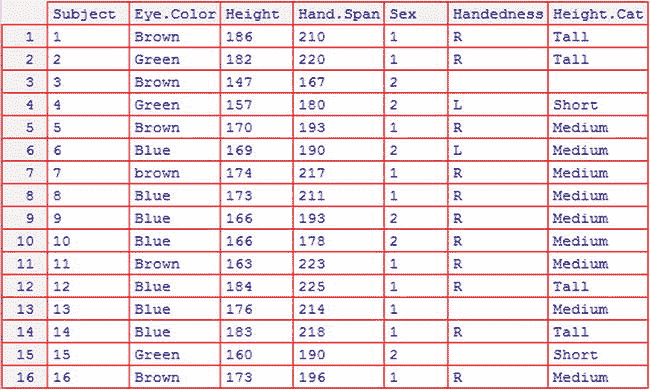 Subject Eye.Color Height Hand.Span Sex Handedness Height.Cat
1 1 Brown 186 210 1 R Tall
2 2 Green 182 220 1 R Tall
3 3 Brown 147 167 2
4 4 Green 157 180 2 L Short
5 5 Brown 170 193 1 R Medium
6 6 Blue 169 190 2 L Medium
7 7 brown 174 217 1 R Medium
8 8 Blue 173 211 1 R Medium
9 9 Blue 166 193 2 R Medium
10 10 Blue 166 178 2 R Medium
11 11 Brown 163 223 1 R Medium
12 12 Blue 184 225 1 R Tall
13 13 Blue 176 214 1 Medium
14 14 Blue 183 218 1 R Tall
15 15 Green 160 190 2 Short
16 16 Brown 173 196 1 R Medium